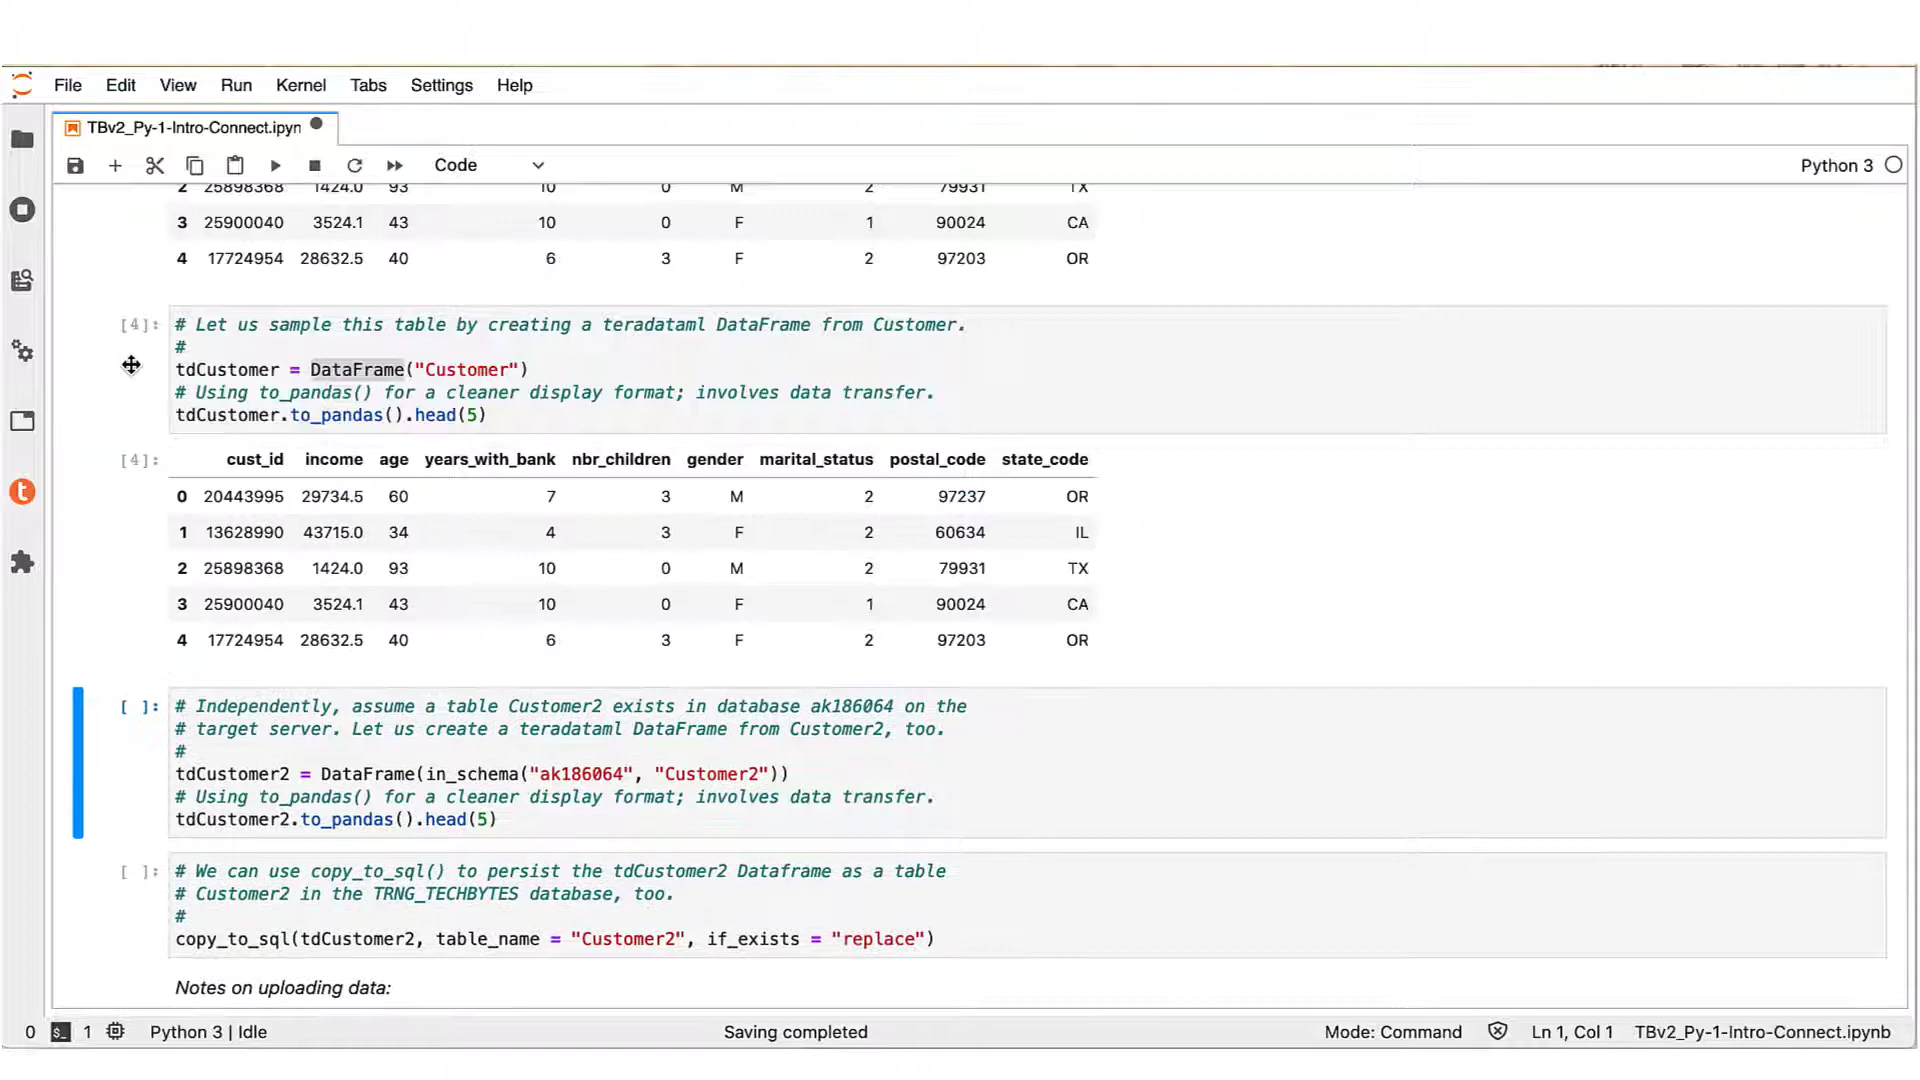 File Edit View Run Kernel Tabs Settings Help
TBv2_Py-1-Intro-Connect.ipyn
Code
Python 3
2 25898368 1424.0 93 10 0 M 2 79931 TX
3 25900040 3524.1 43 10 0 F 1 90024 CA
4 17724954 28632.5 40 6 3 F 2 97203 OR
[4]: # Let us sample this table by creating a teradataml DataFrame from Customer.
#
tdCustomer = DataFrame("Customer")
# Using to_pandas() for a cleaner display format; involves data transfer.
tdCustomer.to_pandas().head(5)
[4]: cust_id income age years_with_bank nbr_children gender marital_status postal_code state_code
0 20443995 29734.5 60 7 3 M 2 97237 OR
1 13628990 43715.0 34 4 3 F 2 60634 IL
2 25898368 1424.0 93 10 0 M 2 79931 TX
3 25900040 3524.1 43 10 0 F 1 90024 CA
4 17724954 28632.5 40 6 3 F 2 97203 OR
[ ]: # Independently, assume a table Customer2 exists in database ak186064 on the
# target server. Let us create a teradataml DataFrame from Customer2, too.
#
tdCustomer2 = DataFrame(in_schema("ak186064", "Customer2"))
# Using to_pandas() for a cleaner display format; involves data transfer.
tdCustomer2.to_pandas().head(5)
[ ]: # We can use copy_to_sql() to persist the tdCustomer2 Dataframe as a table
# Customer2 in the TRNG_TECHBYTES database, too.
#
copy_to_sql(tdCustomer2, table_name = "Customer2", if_exists = "replace")
Notes on uploading data:
0 $_ 1 Python 3 | Idle Saving completed Mode: Command Ln 1, Col 1 TBv2_Py-1-Intro-Connect.ipynb